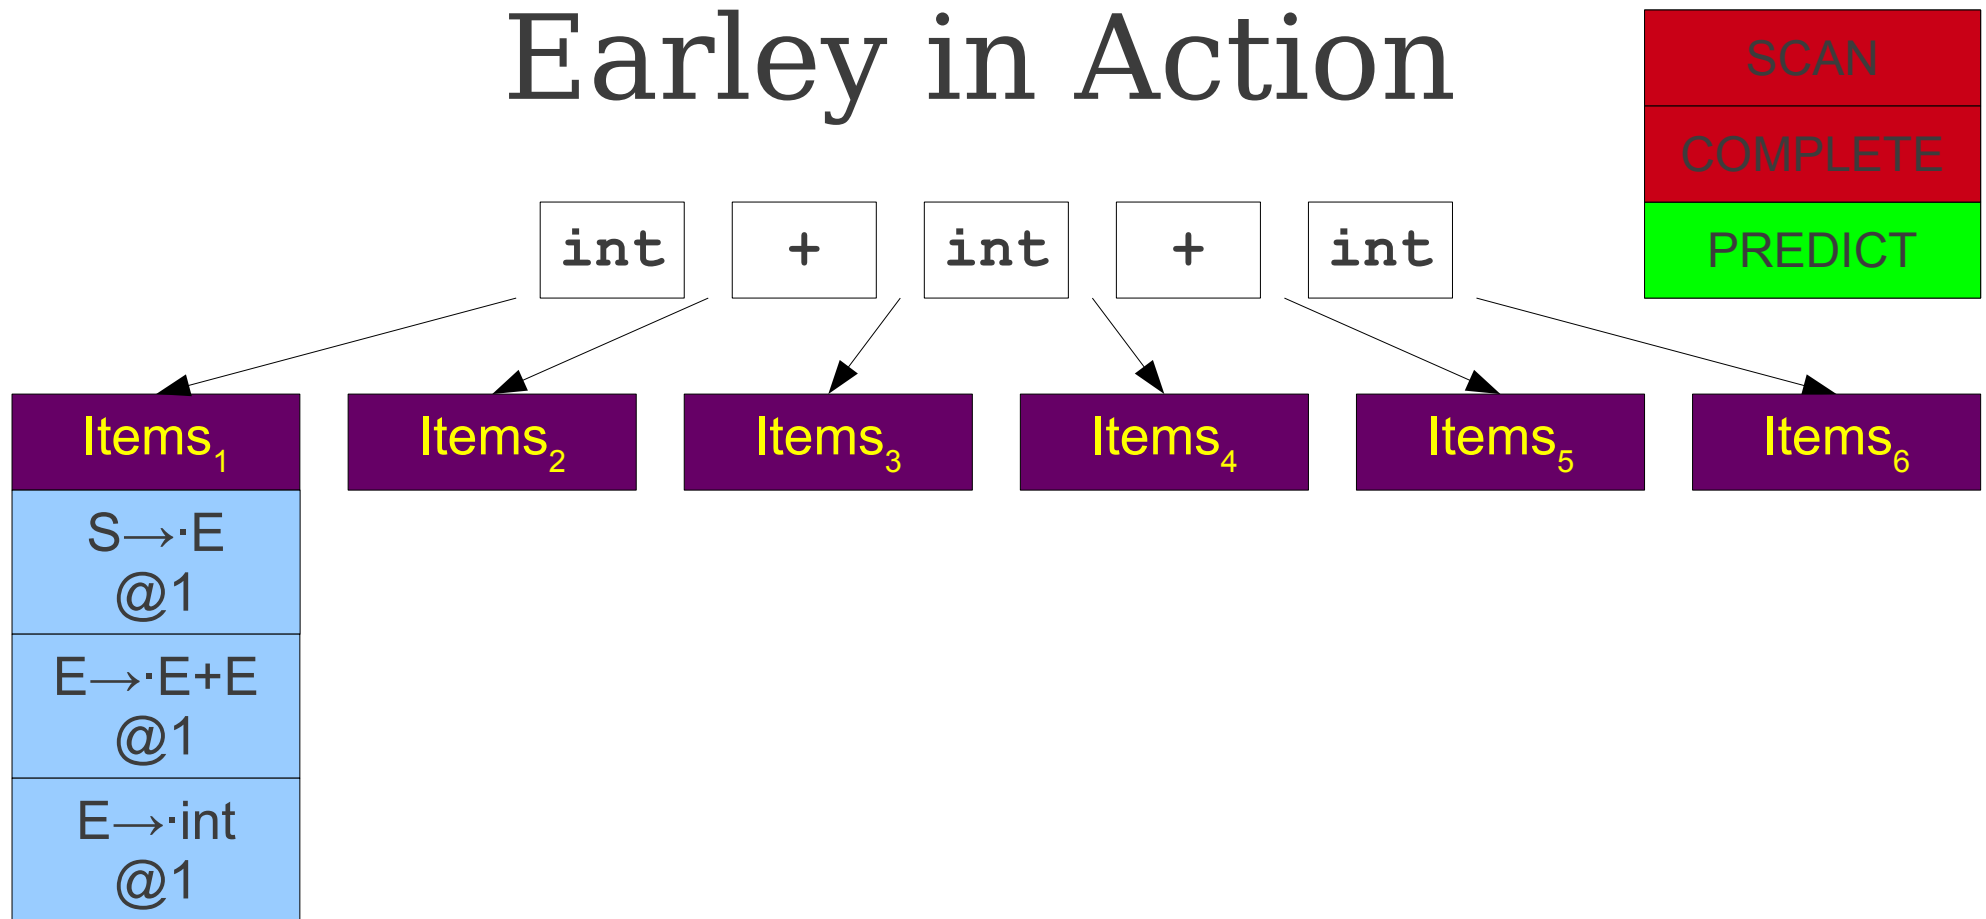 Earley in Action
SCAN
COMPLETE
PREDICT
int + int + int
Items₁ Items₂ Items₃ Items₄ Items₅ Items₆
S→·E
@1
E→·E+E
@1
E→·int
@1